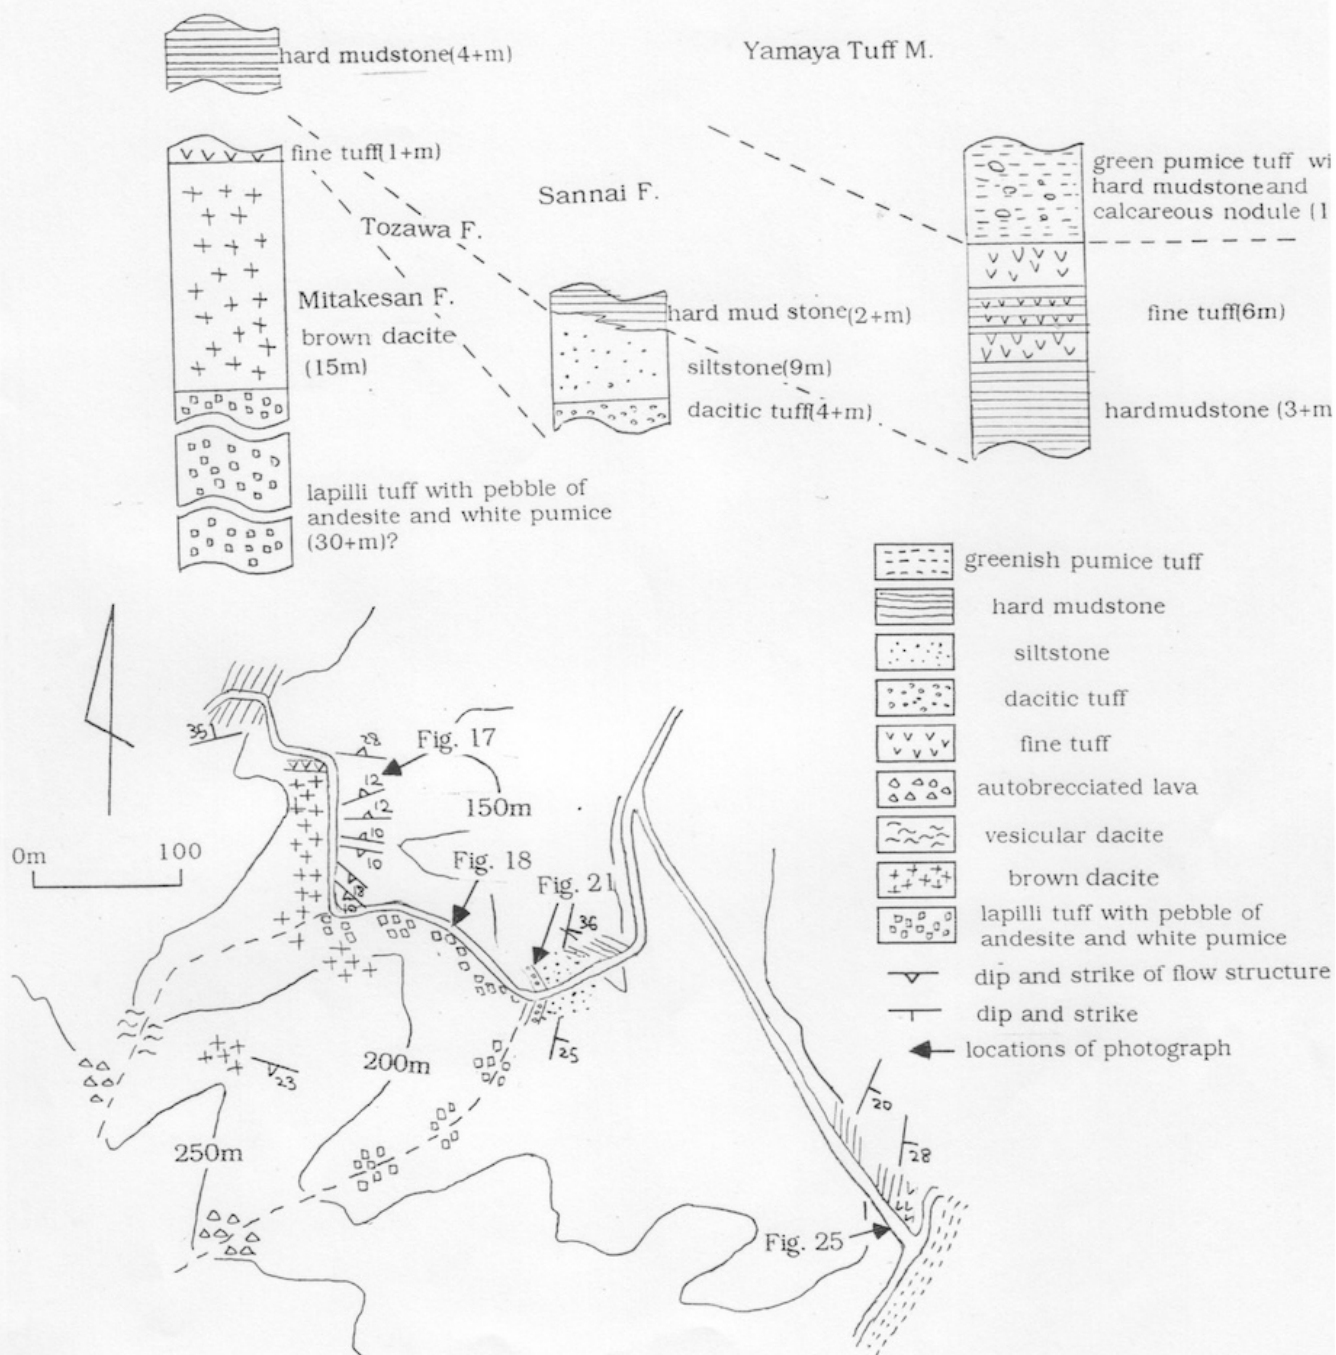 hard mudstone(4+m)
Yamaya Tuff M.
fine tuff(1+m)
green pumice tuff wi
hard mudstone and
calcareous nodule (1
Sannai F.
Tozawa F.
Mitakesan F.
brown dacite
(15m)
hard mud stone(2+m)
fine tuff(6m)
siltstone(9m)
dacitic tuff(4+m)
hardmudstone (3+m
lapilli tuff with pebble of
andesite and white pumice
(30+m)?
greenish pumice tuff
hard mudstone
siltstone
dacitic tuff
fine tuff
autobrecciated lava
vesicular dacite
brown dacite
lapilli tuff with pebble of
andesite and white pumice
dip and strike of flow structure
dip and strike
locations of photograph
35
28
Fig. 17
12
150m
12
10
10
0m 100
Fig. 18
Fig. 21
36
25
200m
23
250m
20
28
Fig. 25